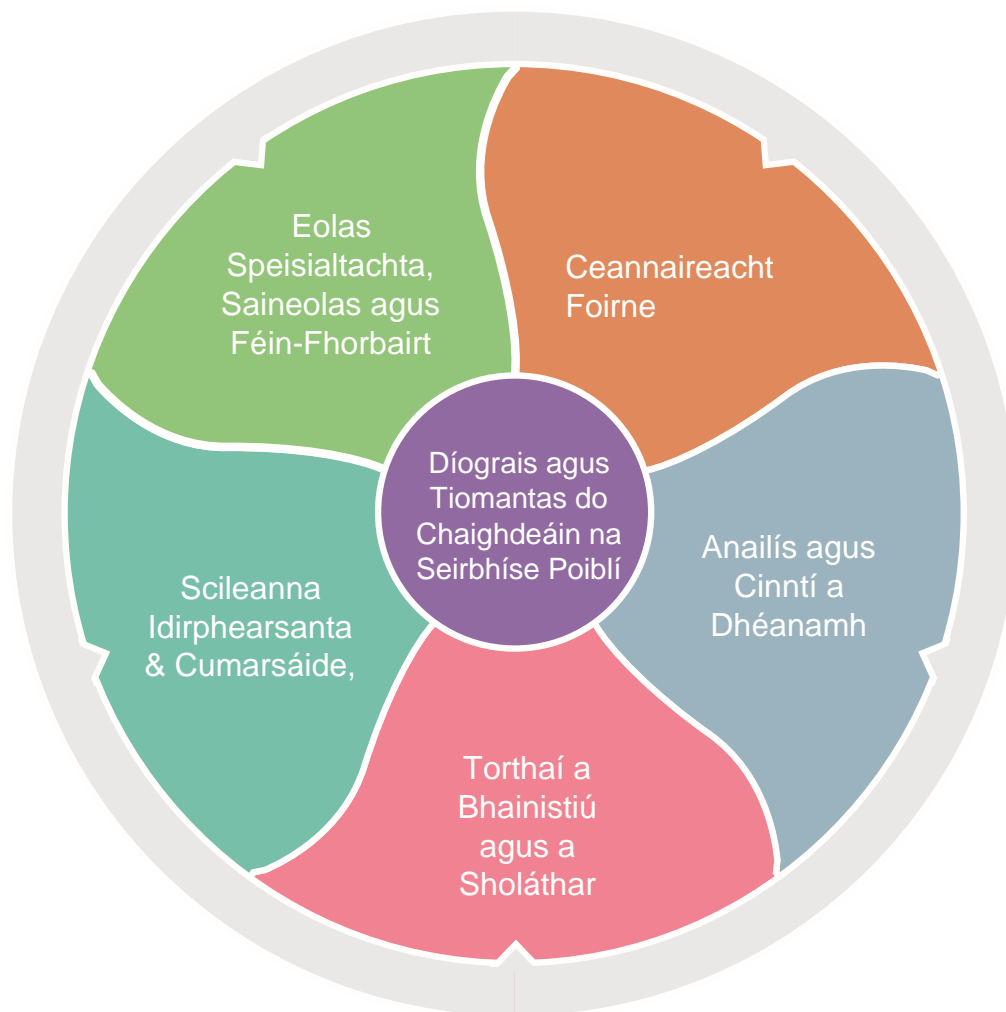 Eolas
Speisialtachta,
Saineolas agus
Féin-Fhorbairt
Ceannaireacht
Foirne
Díograis agus
Tiomantas do
Chaighdeáin na
Seirbhíse Poiblí
Anailís agus
Cinntí a
Dhéanamh
Scileanna
Idirphearsanta
& Cumarsáide,
Torthaí a
Bhainistiú
agus a
Sholáthar